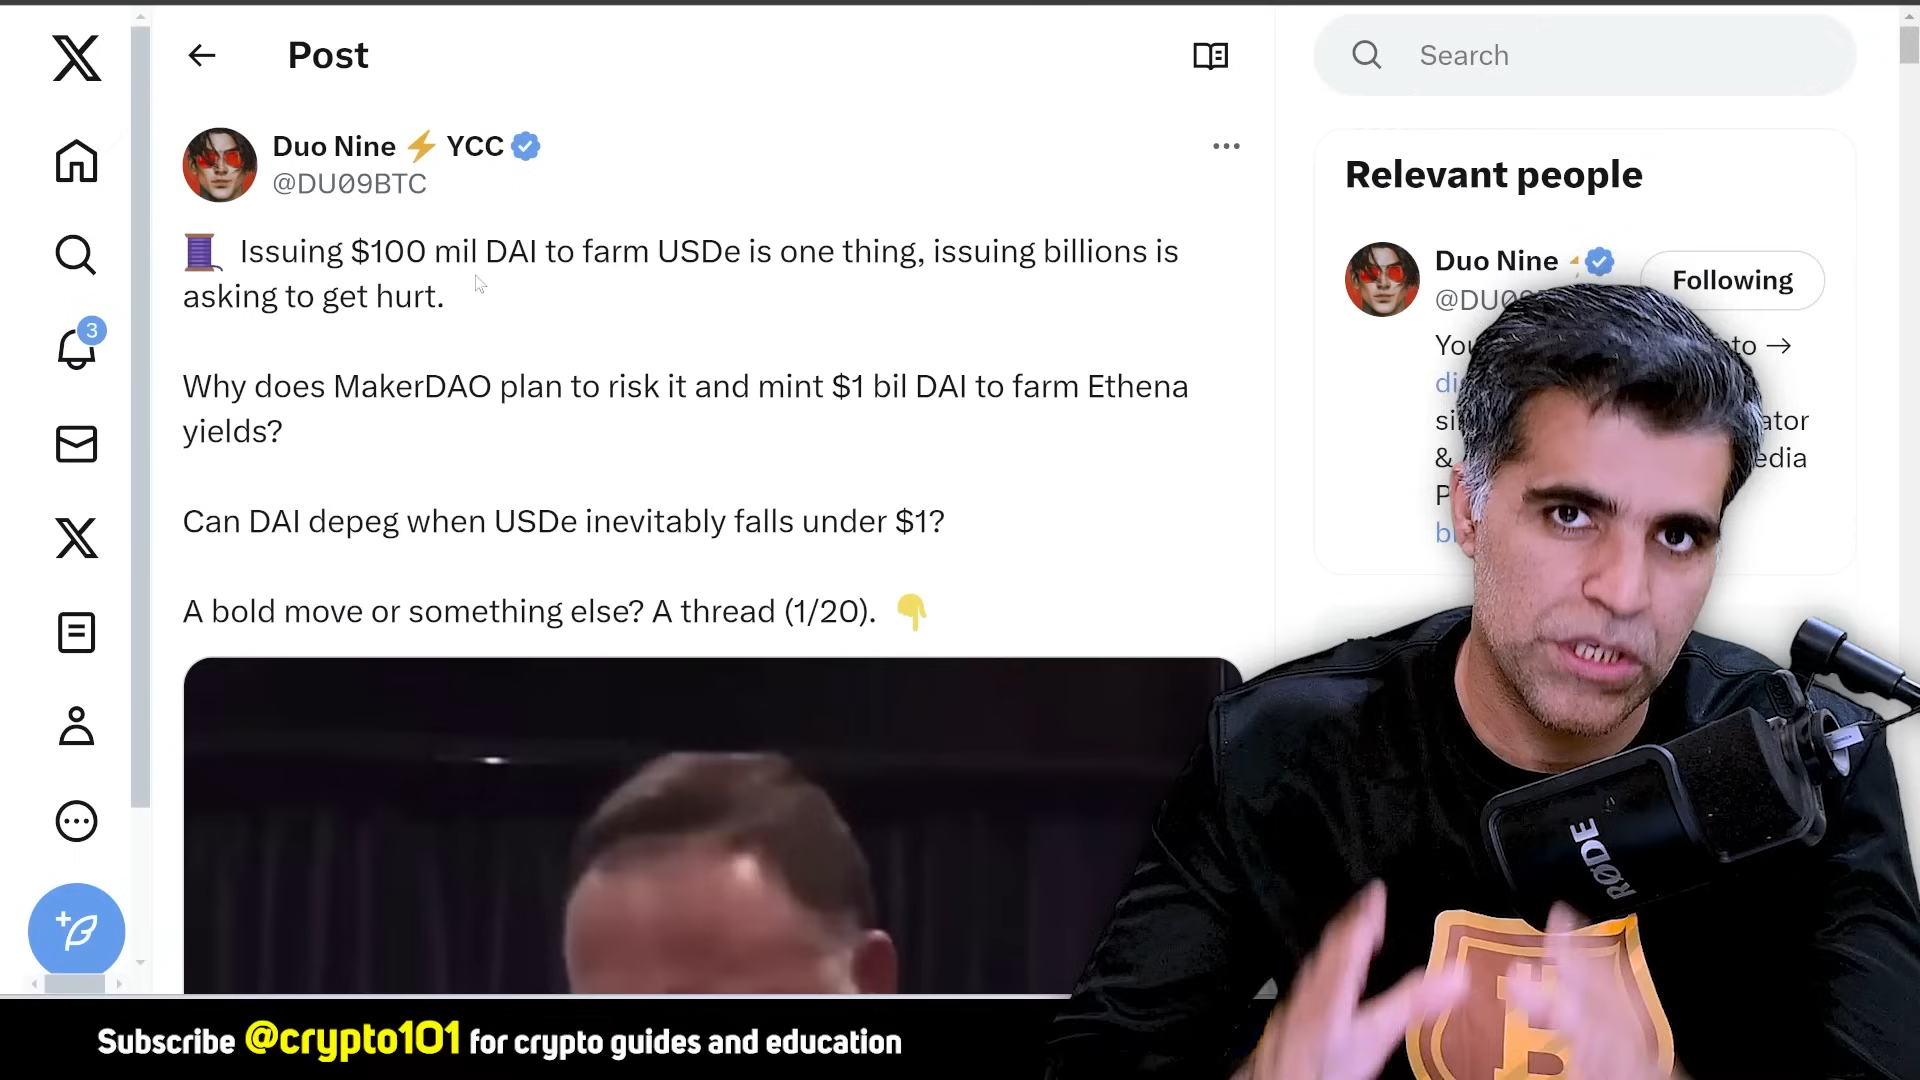 Post
Search
Duo Nine ⚡ YCC
@DU09BTC
🧵 Issuing $100 mil DAI to farm USDe is one thing, issuing billions is
asking to get hurt.
Why does MakerDAO plan to risk it and mint $1 bil DAI to farm Ethena
yields?
Can DAI depeg when USDe inevitably falls under $1?
A bold move or something else? A thread (1/20). 👇
Relevant people
Duo Nine
Following
3
RØDE
Subscribe @crypto101 for crypto guides and education